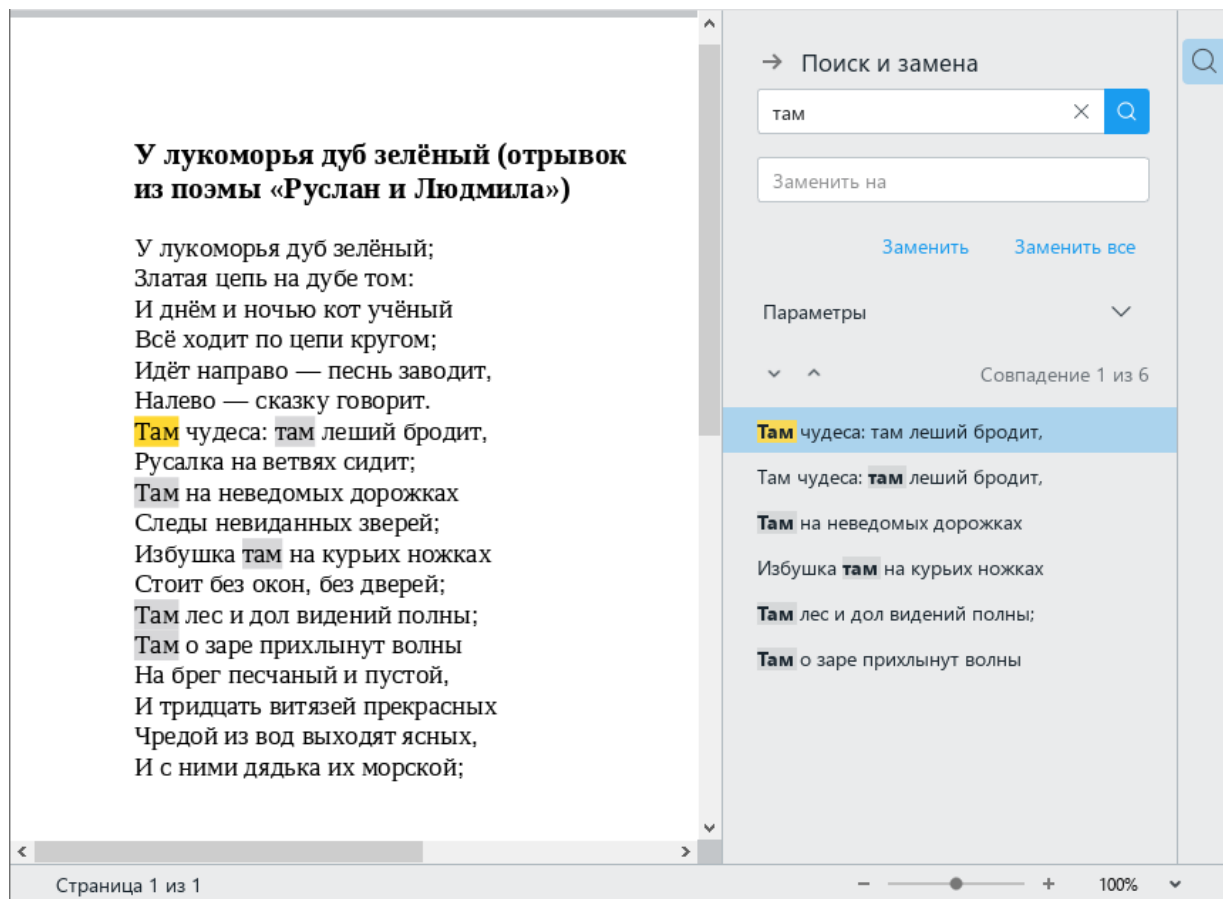 У лукоморья дуб зелёный (отрывок
из поэмы «Руслан и Людмила»)
У лукоморья дуб зелёный;
Златая цепь на дубе том:
И днём и ночью кот учёный
Всё ходит по цепи кругом;
Идёт направо — песнь заводит,
Налево — сказку говорит.
Там чудеса: там леший бродит,
Русалка на ветвях сидит;
Там на неведомых дорожках
Следы невиданных зверей;
Избушка там на курьих ножках
Стоит без окон, без дверей;
Там лес и дол видений полны;
Там о заре прихлынут волны
На брег песчаный и пустой,
И тридцать витязей прекрасных
Чредой из вод выходят ясных,
И с ними дядька их морской;
Поиск и замена
там
Заменить на
Заменить Заменить все
Параметры
Совпадение 1 из 6
Там чудеса: там леший бродит,
Там чудеса: там леший бродит,
Там на неведомых дорожках
Избушка там на курьих ножках
Там лес и дол видений полны;
Там о заре прихлынут волны
Страница 1 из 1
100%